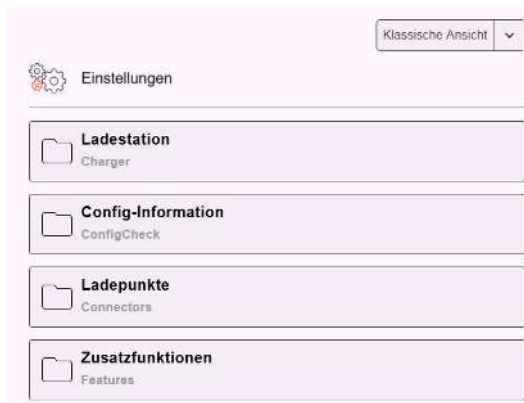 Klassische Ansicht
Einstellungen
Ladestation
Charger
Config-Information
ConfigCheck
Ladepunkte
Connectors
Zusatzfunktionen
Features